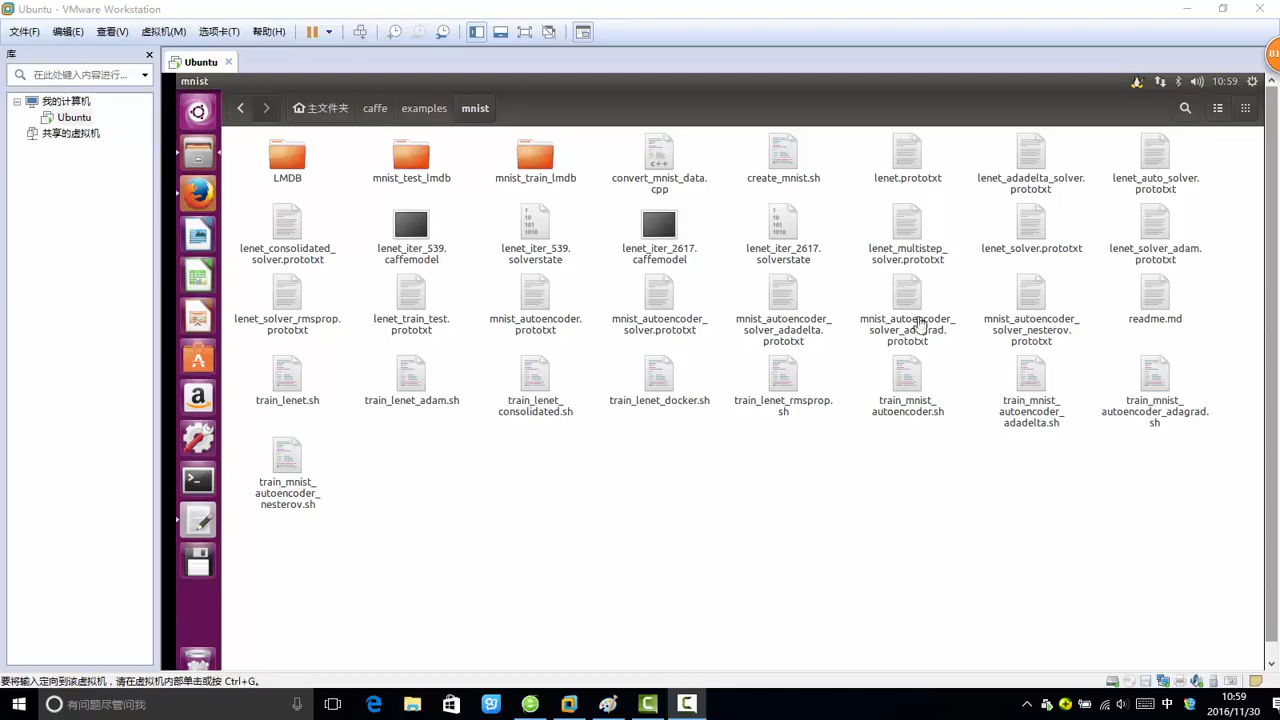 Ubuntu - VMware Workstation
文件(F) 编辑(E) 查看(V) 虚拟机(M) 选项卡(T) 帮助(H)
81
库
Ubuntu
在此处键入内容进行...
我的计算机
Ubuntu
共享的虚拟机
mnist
10:59
主文件夹 caffe examples mnist
LMDB
mnist_test_lmdb
mnist_train_lmdb
convert_mnist_data.
cpp
create_mnist.sh
lenet.prototxt
lenet_adadelta_solver.
prototxt
lenet_auto_solver.
prototxt
lenet_consolidated_
solver.prototxt
lenet_iter_539.
caffemodel
lenet_iter_539.
solverstate
lenet_iter_2617.
caffemodel
lenet_iter_2617.
solverstate
lenet_multistep_
solver.prototxt
lenet_solver.prototxt
lenet_solver_adam.
prototxt
lenet_solver_rmsprop.
prototxt
lenet_train_test.
prototxt
mnist_autoencoder.
prototxt
mnist_autoencoder_
solver.prototxt
mnist_autoencoder_
solver_adadelta.
prototxt
mnist_autoencoder_
solver_adagrad.
prototxt
mnist_autoencoder_
solver_nesterov.
prototxt
readme.md
train_lenet.sh
train_lenet_adam.sh
train_lenet_
consolidated.sh
train_lenet_docker.sh
train_lenet_rmsprop.
sh
train_mnist_
autoencoder.sh
train_mnist_
autoencoder_
adadelta.sh
train_mnist_
autoencoder_adagrad.
sh
train_mnist_
autoencoder_
nesterov.sh
要将输入定向到该虚拟机，请在虚拟机内部单击或按 Ctrl+G。
有问题尽管问我
中
10:59
2016/11/30